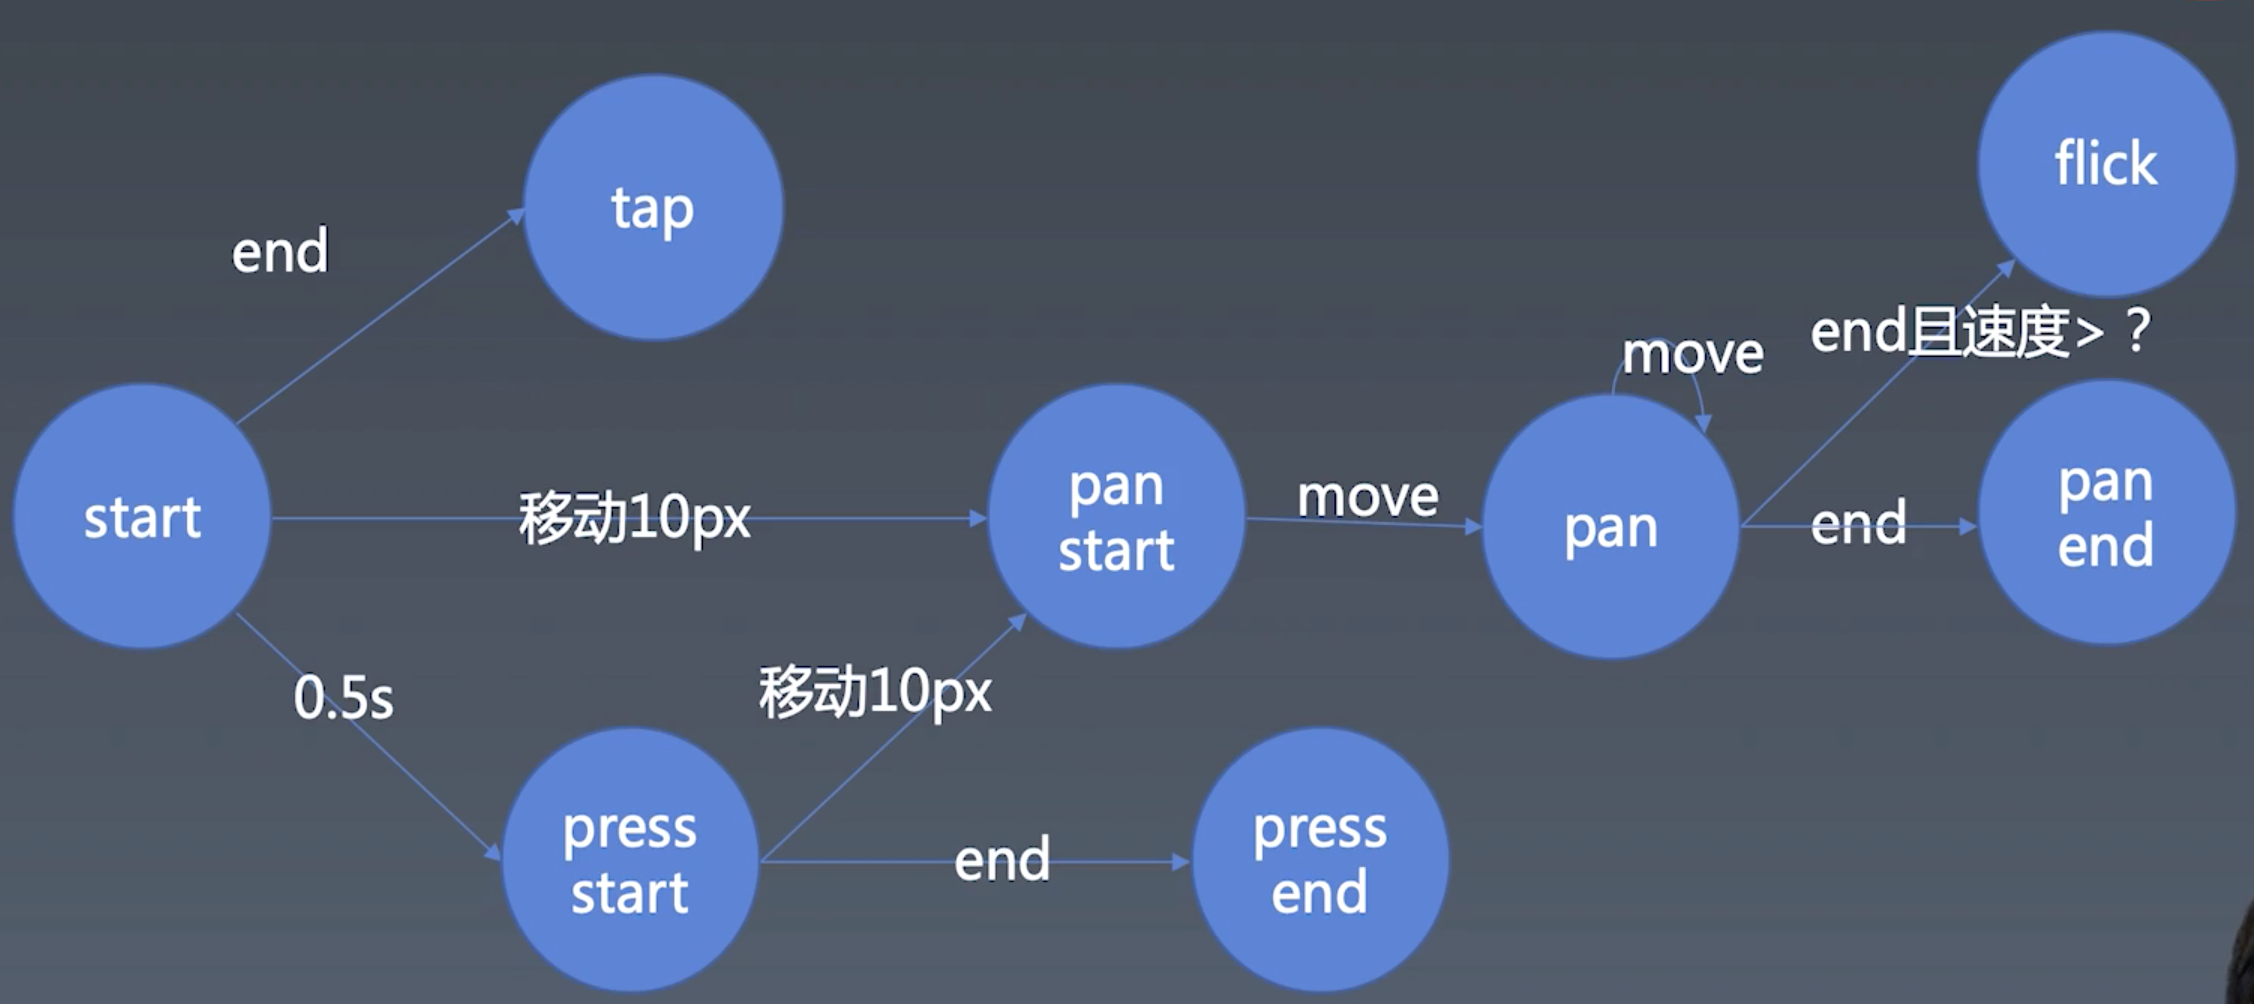 flick
tap
end
end且速度>？
move
start
移动10px
pan
start
move
pan
end
pan
end
0.5s
移动10px
press
start
end
press
end